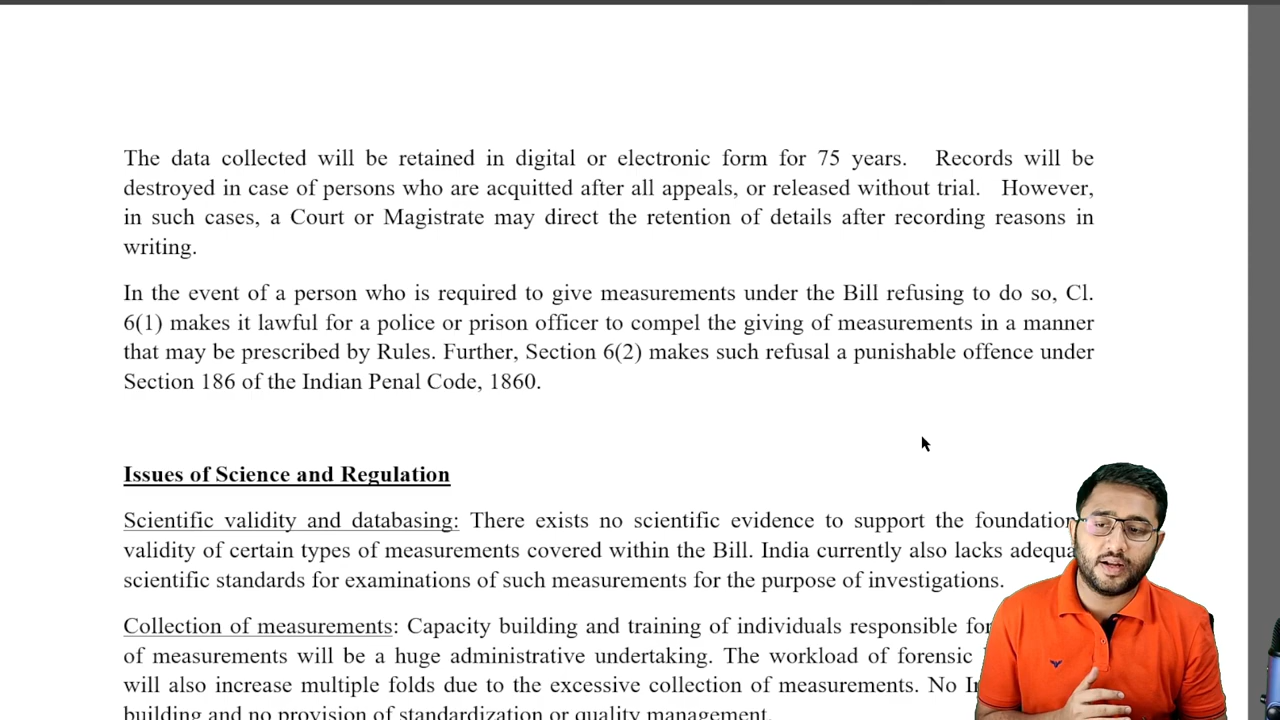 The data collected will be retained in digital or electronic form for 75 years. Records will be
destroyed in case of persons who are acquitted after all appeals, or released without trial. However,
in such cases, a Court or Magistrate may direct the retention of details after recording reasons in
writing.
In the event of a person who is required to give measurements under the Bill refusing to do so, Cl.
6(1) makes it lawful for a police or prison officer to compel the giving of measurements in a manner
that may be prescribed by Rules. Further, Section 6(2) makes such refusal a punishable offence under
Section 186 of the Indian Penal Code, 1860.
Issues of Science and Regulation
Scientific validity and databasing: There exists no scientific evidence to support the
validity of certain types of measurements covered within the Bill. India currently also lacks
scientific standards for examinations of such measurements for the purpose of investigations.
Collection of measurements: Capacity building and training of individuals responsible
of measurements will be a huge administrative undertaking. The workload of forensic
will also increase multiple folds due to the excessive collection of measurements. No
building and no provision of standardization or quality management.